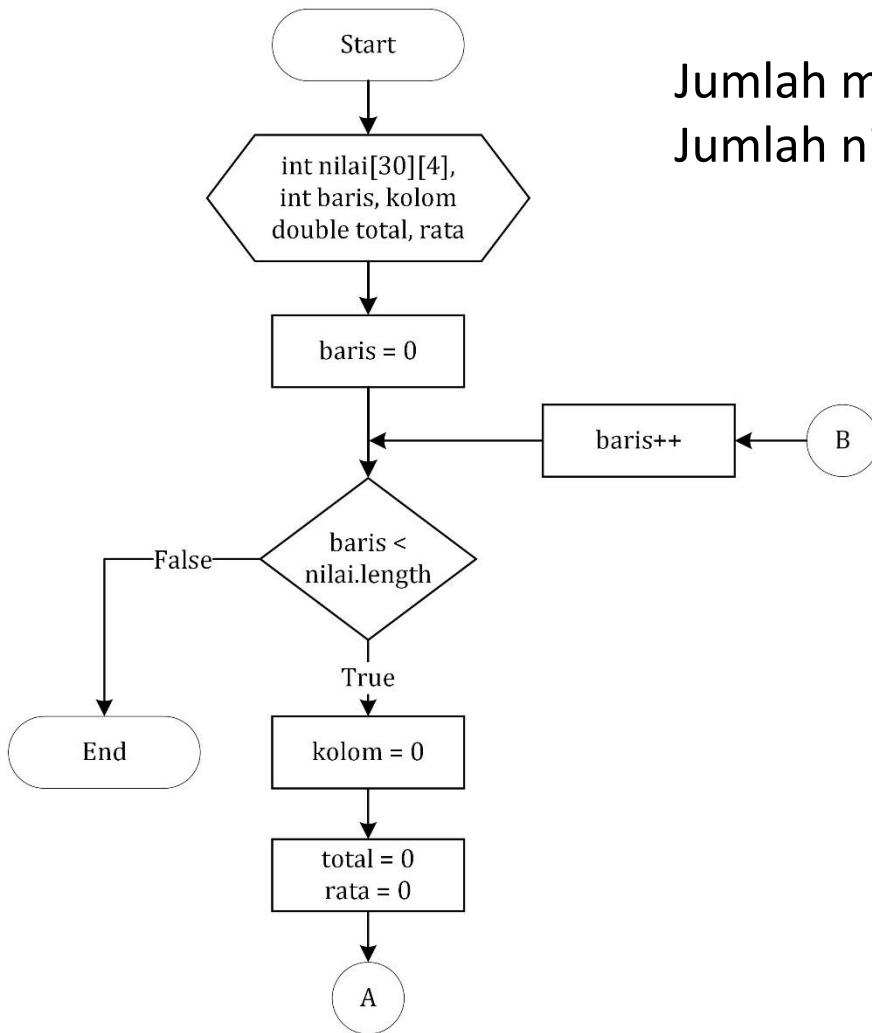 Start
Jumlah m
Jumlah ni
int nilai[30][4],
int baris, kolom
double total, rata
baris = 0
baris++
B
baris <
nilai.length
False
True
End
kolom = 0
total = 0
rata = 0
A